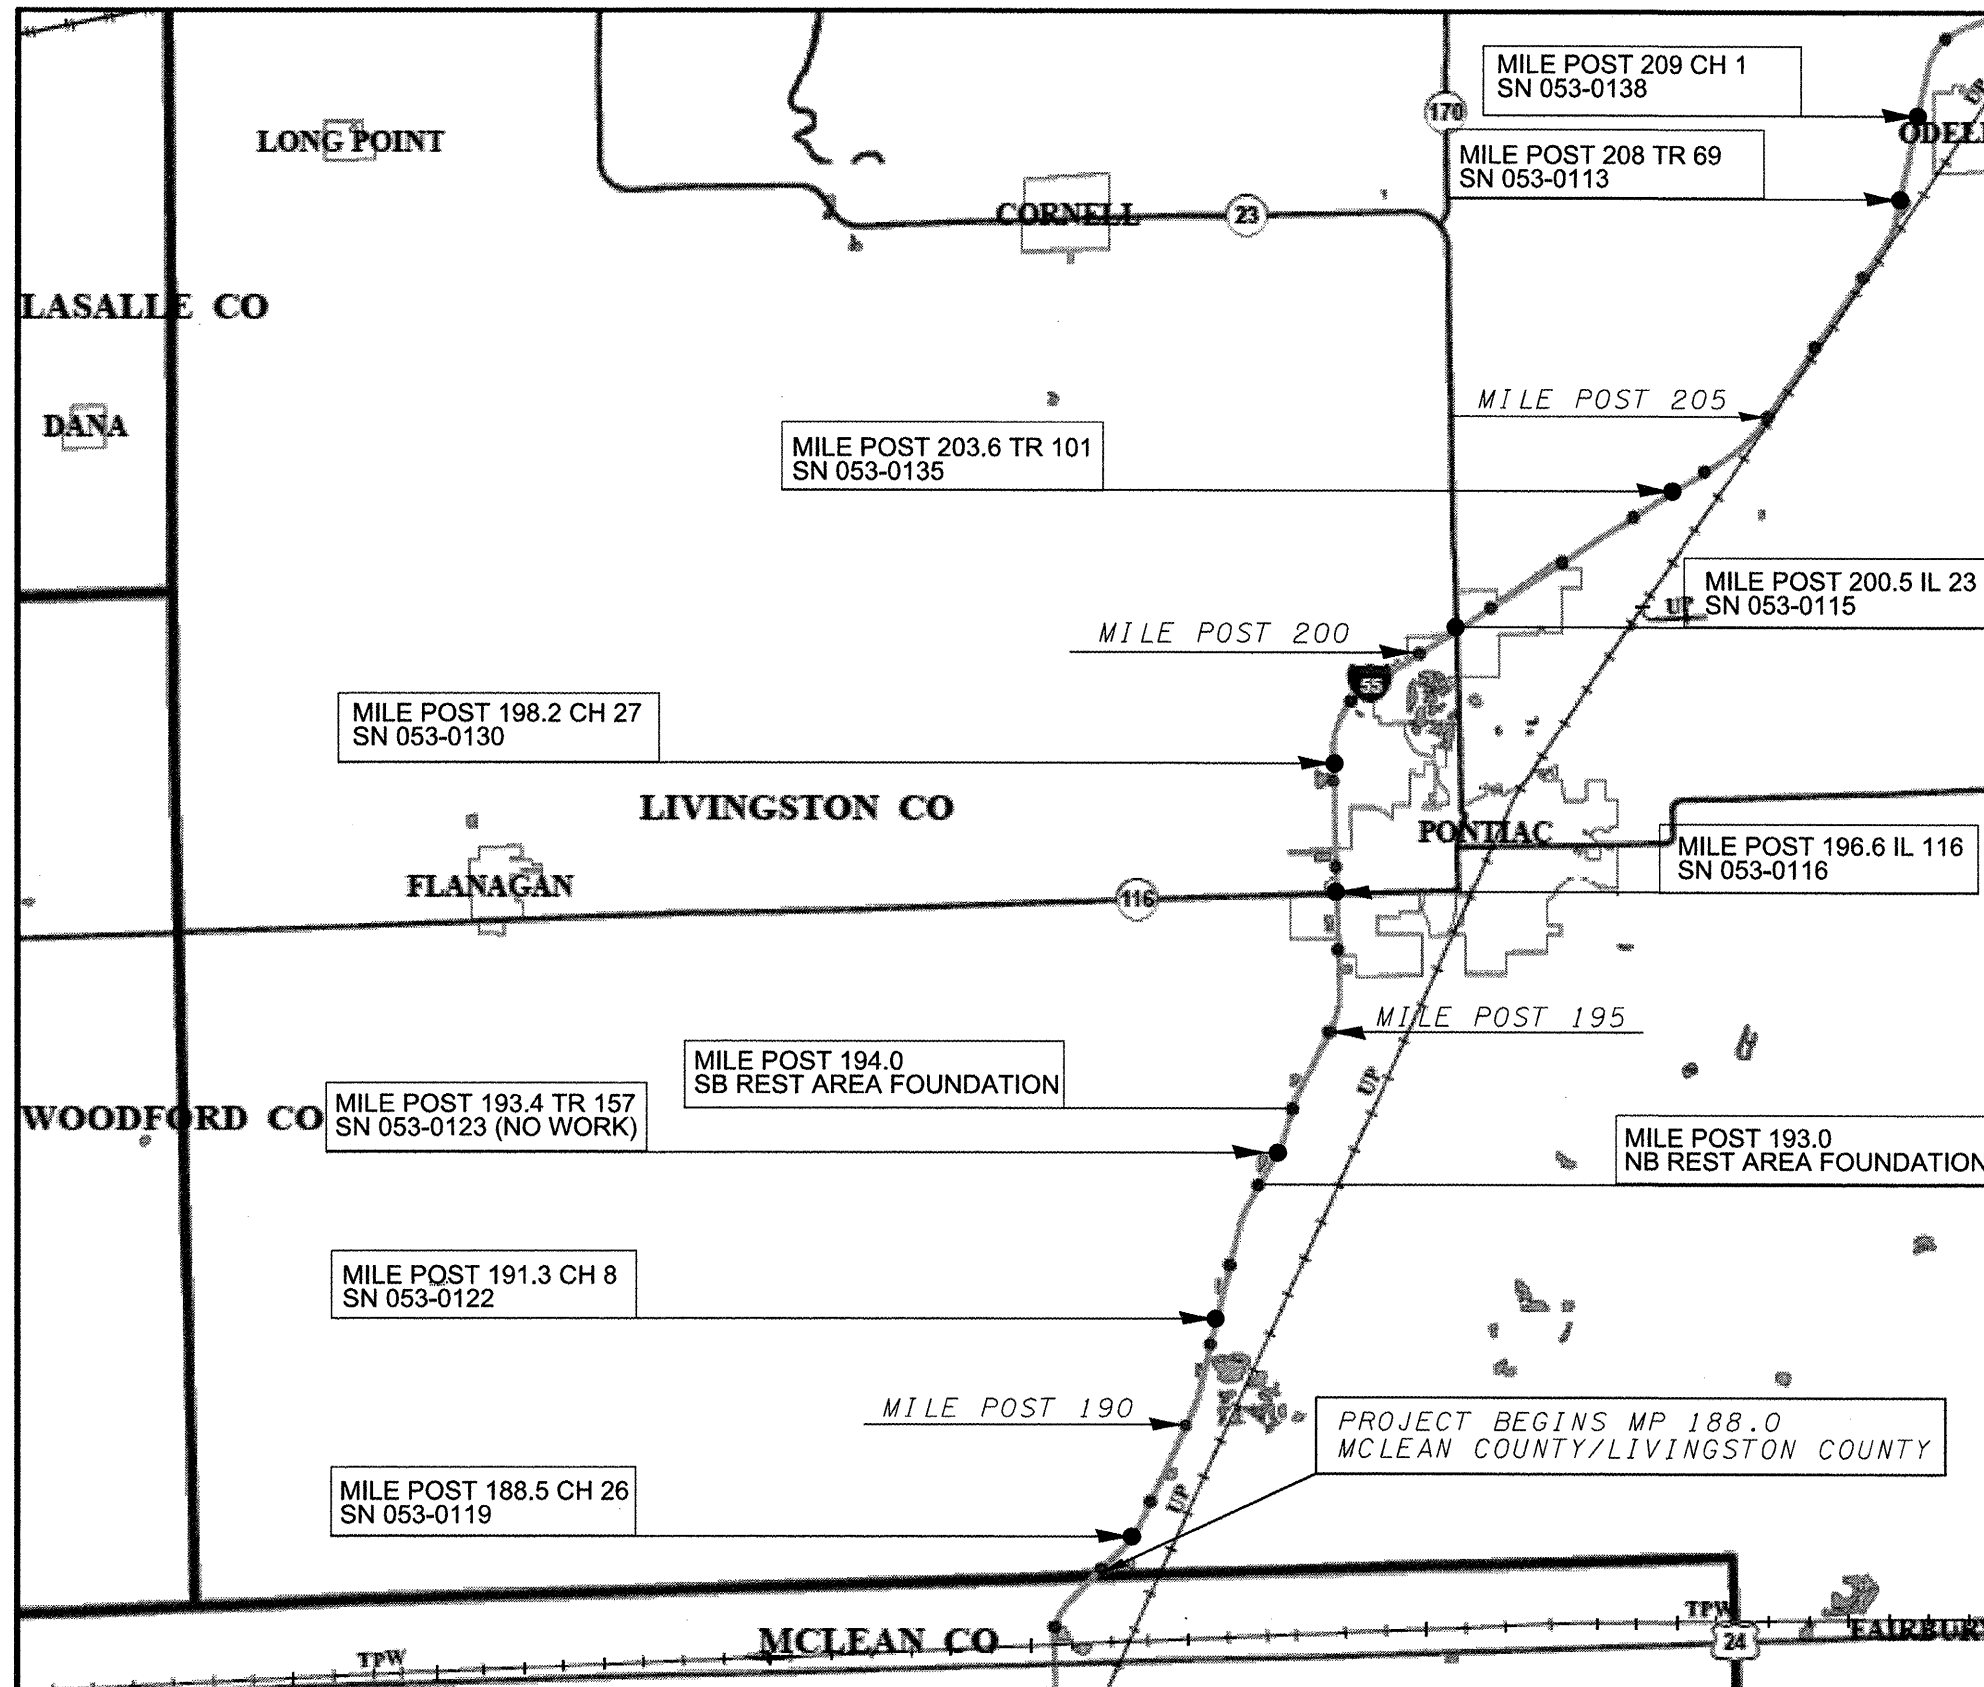 MILE POST 209 CH 1
SN 053-0138
170
UP
LONG POINT
ODELL
MILE POST 208 TR 69
SN 053-0113
CORNELL
23
LASALLE CO
MILE POST 205
DANA
MILE POST 203.6 TR 101
SN 053-0135
MILE POST 200.5 IL 23
SN 053-0115
UP
MILE POST 200
55
MILE POST 198.2 CH 27
SN 053-0130
LIVINGSTON CO
PONTIAC
MILE POST 196.6 IL 116
SN 053-0116
FLANAGAN
116
MILE POST 195
MILE POST 194.0
SB REST AREA FOUNDATION
UP
WOODFORD CO
MILE POST 193.4 TR 157
SN 053-0123 (NO WORK)
MILE POST 193.0
NB REST AREA FOUNDATION
MILE POST 191.3 CH 8
SN 053-0122
MILE POST 190
PROJECT BEGINS MP 188.0
MCLEAN COUNTY/LIVINGSTON COUNTY
MILE POST 188.5 CH 26
SN 053-0119
UP
TPW
24
FAIRBURY
MCLEAN CO
TPW